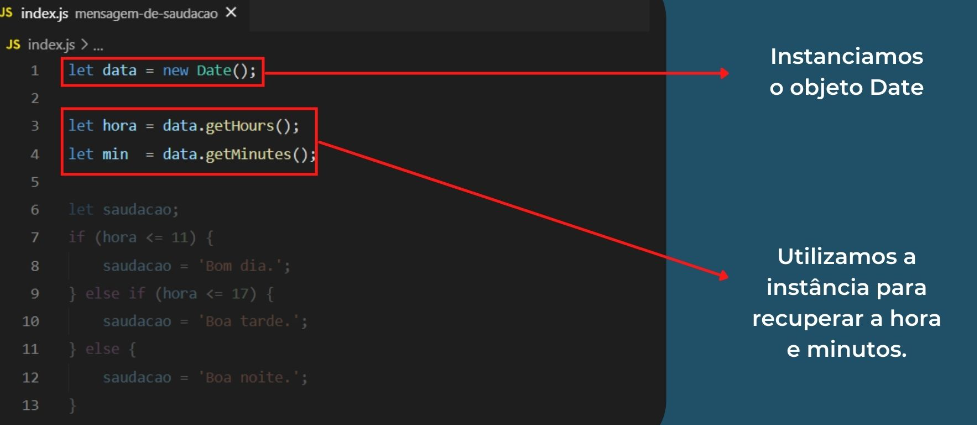 JS index.js mensagem-de-saudacao ✕
JS index.js > ...
1 let data = new Date();
2
3 let hora = data.getHours();
4 let min  = data.getMinutes();
5
6 let saudacao;
7 if (hora <= 11) {
8     saudacao = 'Bom dia.';
9 } else if (hora <= 17) {
10     saudacao = 'Boa tarde.';
11 } else {
12     saudacao = 'Boa noite.';
13 }
Instanciamos
o objeto Date
Utilizamos a
instância para
recuperar a hora
e minutos.